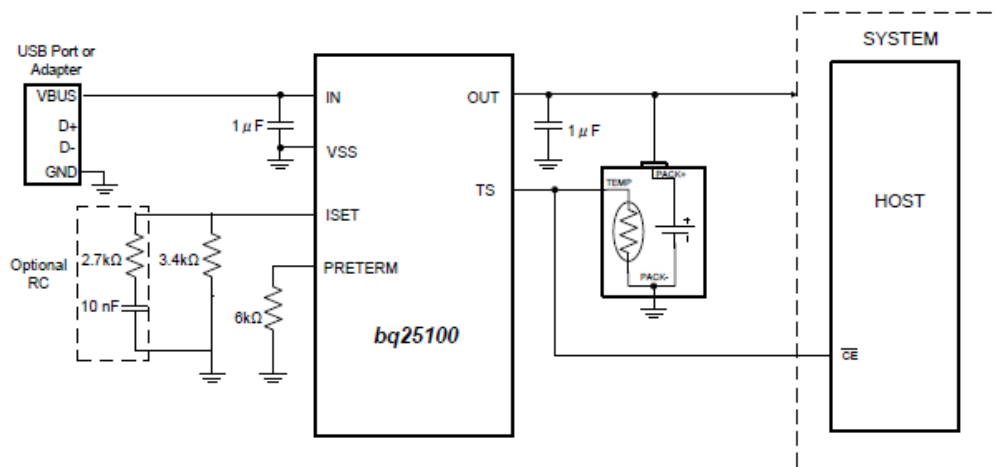 USB Port or
Adapter
VBUS
D+
D-
GND
1 μF
IN
VSS
OUT
TS
ISET
PRETERM
bq25100
1 μF
TEMP
PACK+
+
PACK-
Optional
RC
2.7kΩ
10 nF
3.4kΩ
6kΩ
SYSTEM
HOST
CE